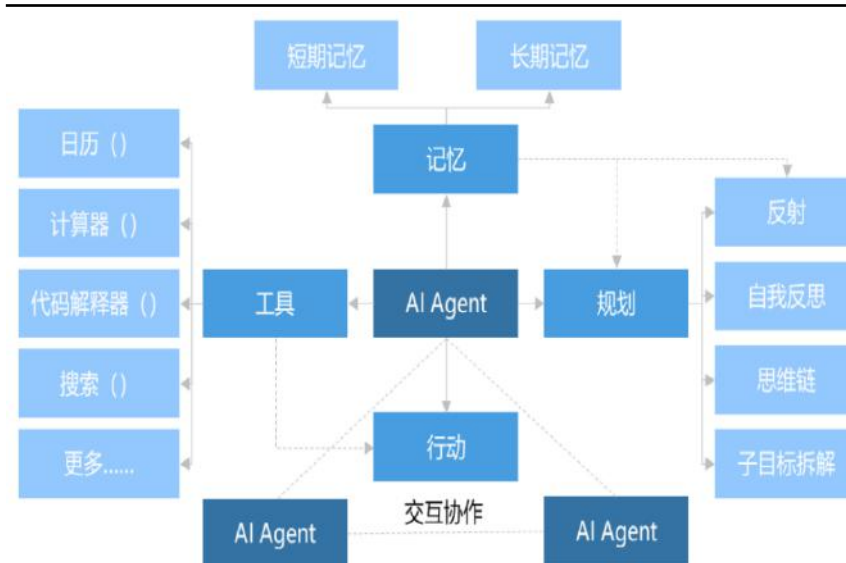 短期记忆
长期记忆
日历（）
记忆
计算器（）
反射
代码解释器（）
工具
AI Agent
规划
自我反思
搜索（）
思维链
更多......
行动
子目标拆解
AI Agent
交互协作
AI Agent